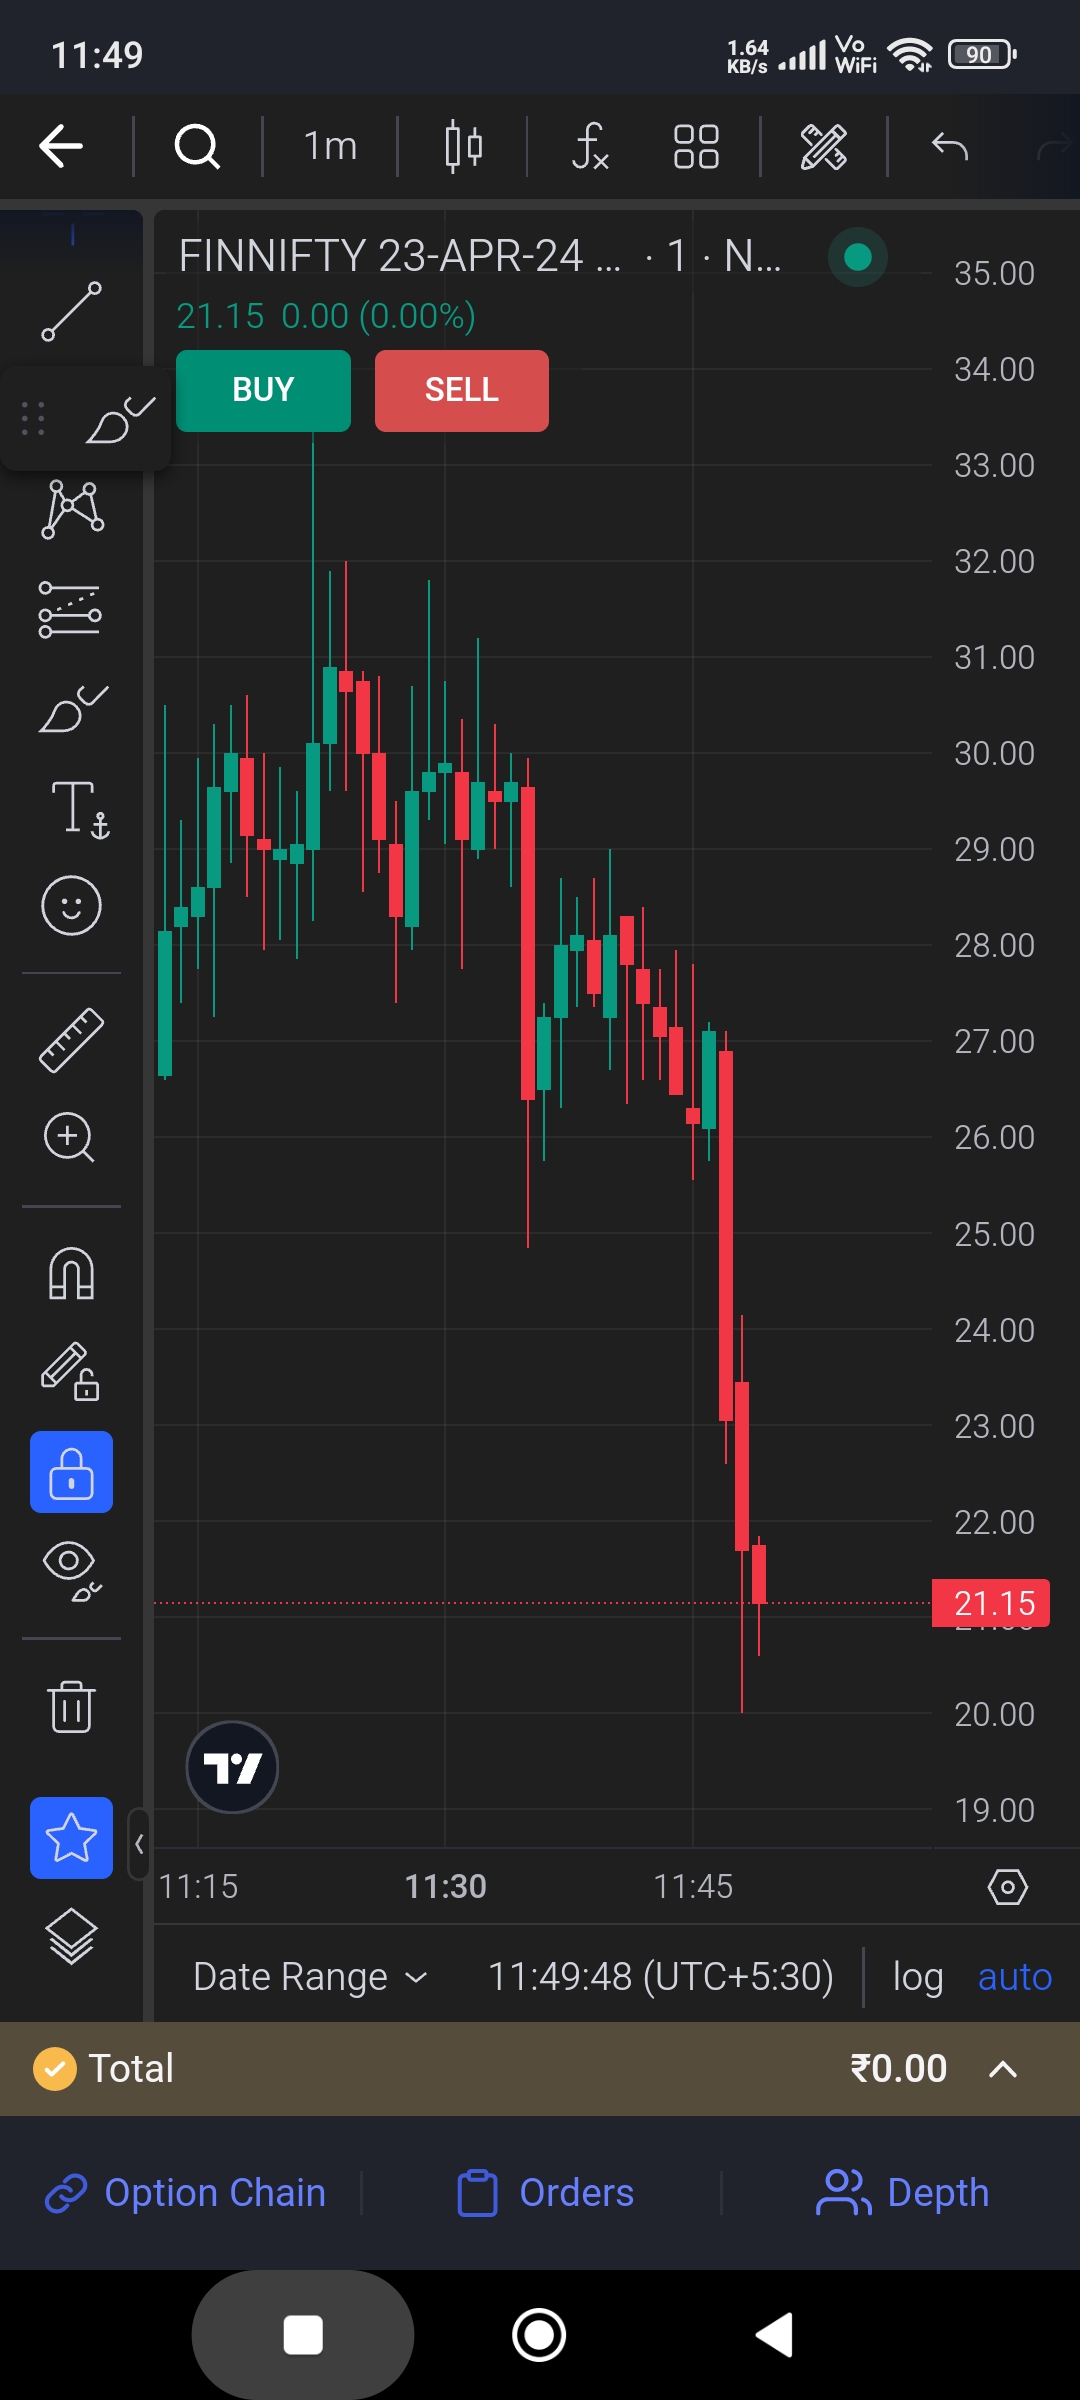 11:49
1.64 KB/s Vo WiFi 90
1m
FINNIFTY 23-APR-24 ... · 1 · N...
21.15 0.00 (0.00%)
BUY SELL
35.00
34.00
33.00
32.00
31.00
30.00
29.00
28.00
27.00
26.00
25.00
24.00
23.00
22.00
21.15
20.00
19.00
11:15 11:30 11:45
Date Range 11:49:48 (UTC+5:30) log auto
Total ₹0.00
Option Chain Orders Depth